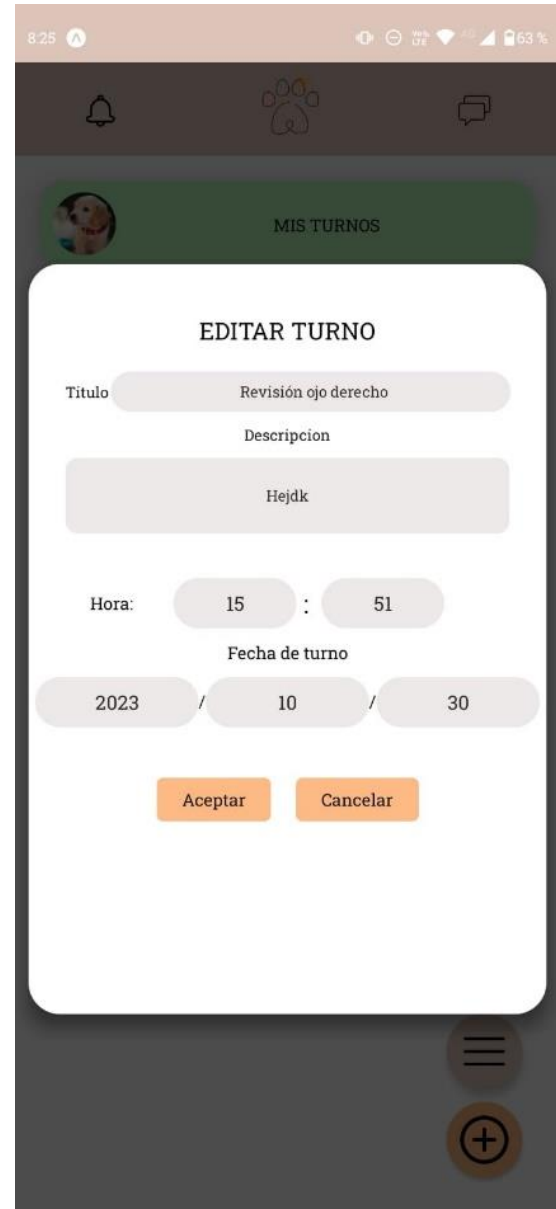 8:25 63 %
MIS TURNOS
EDITAR TURNO
Titulo Revisión ojo derecho
Descripcion
Hejdk
Hora: 15 : 51
Fecha de turno
2023 / 10 / 30
Aceptar Cancelar